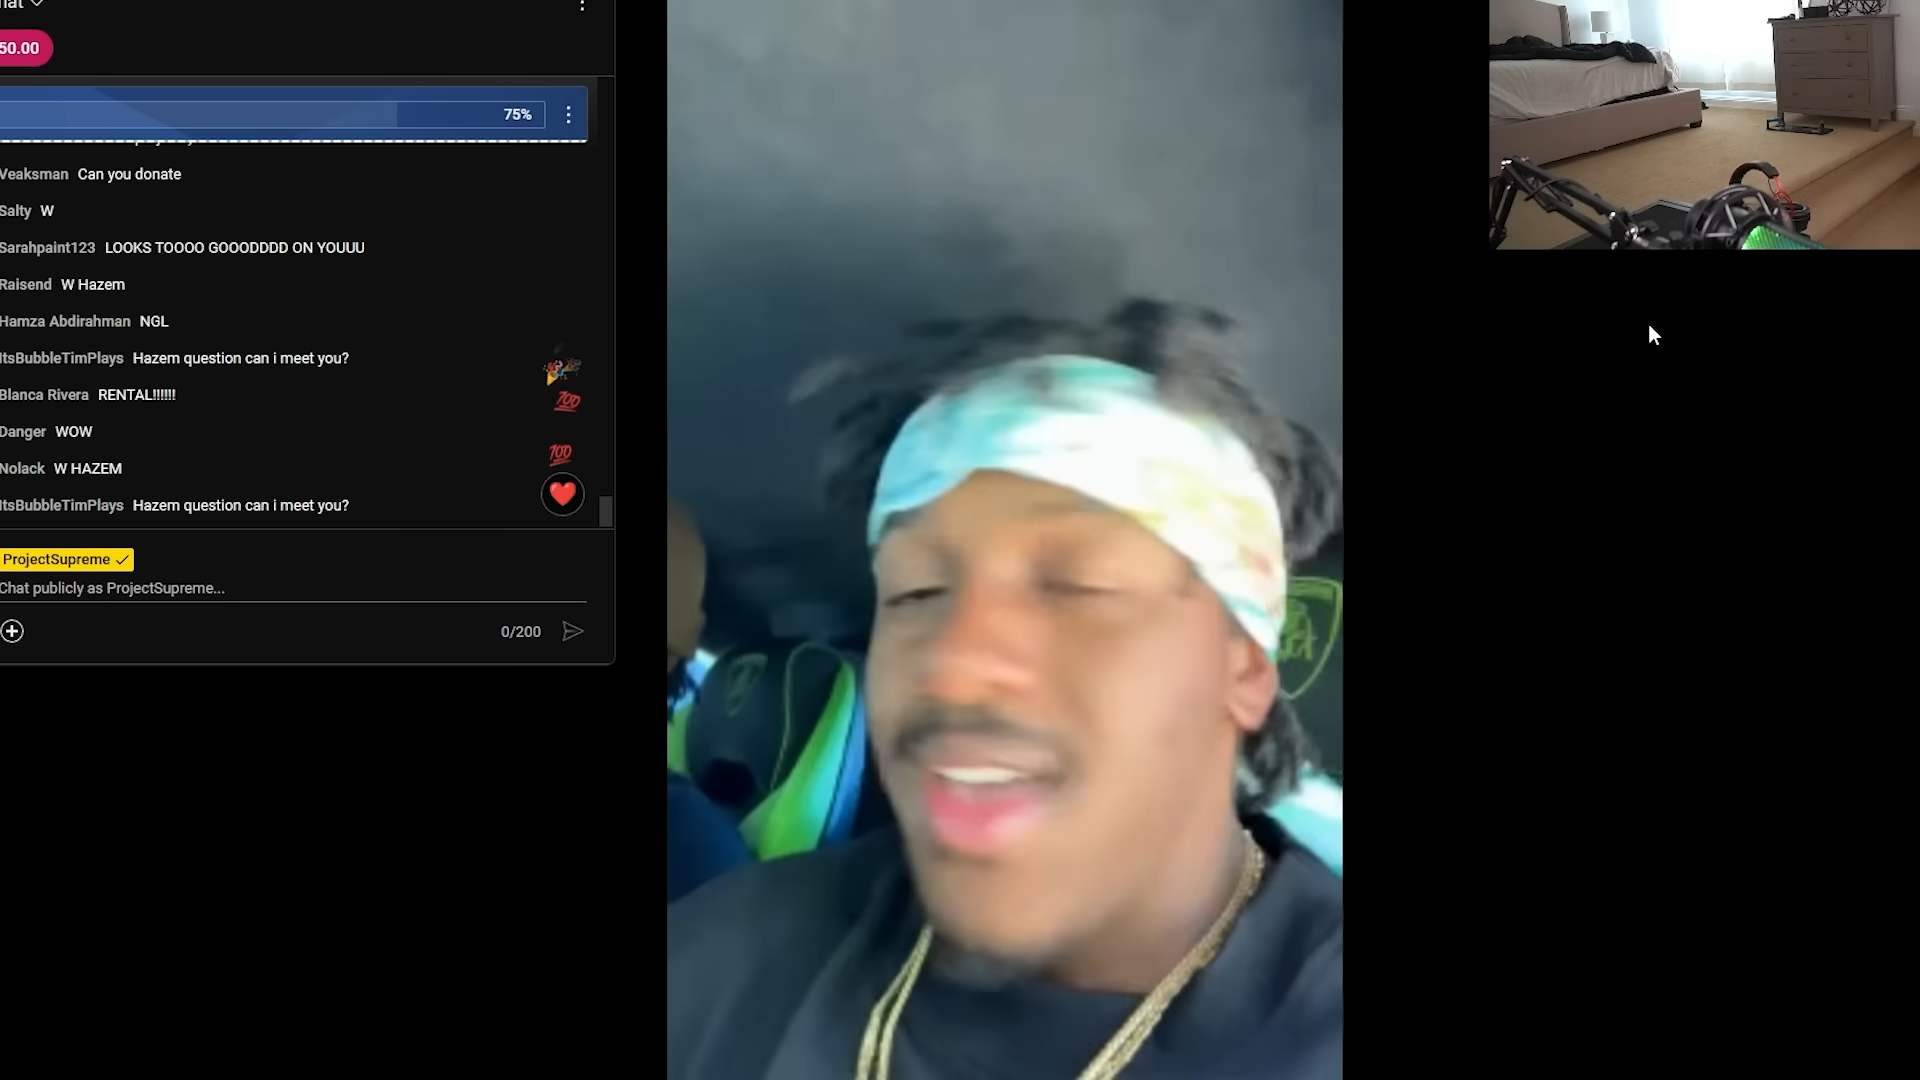 50.00
75%
Veaksman Can you donate
Salty W
Sarahpaint123 LOOKS TOOOO GOOODDDD ON YOUUU
Raisend W Hazem
Hamza Abdirahman NGL
ItsBubbleTimPlays Hazem question can i meet you?
Blanca Rivera RENTAL!!!!!!
100
Danger WOW
Nolack W HAZEM
100
ItsBubbleTimPlays Hazem question can i meet you?
ProjectSupreme
Chat publicly as ProjectSupreme...
0/200